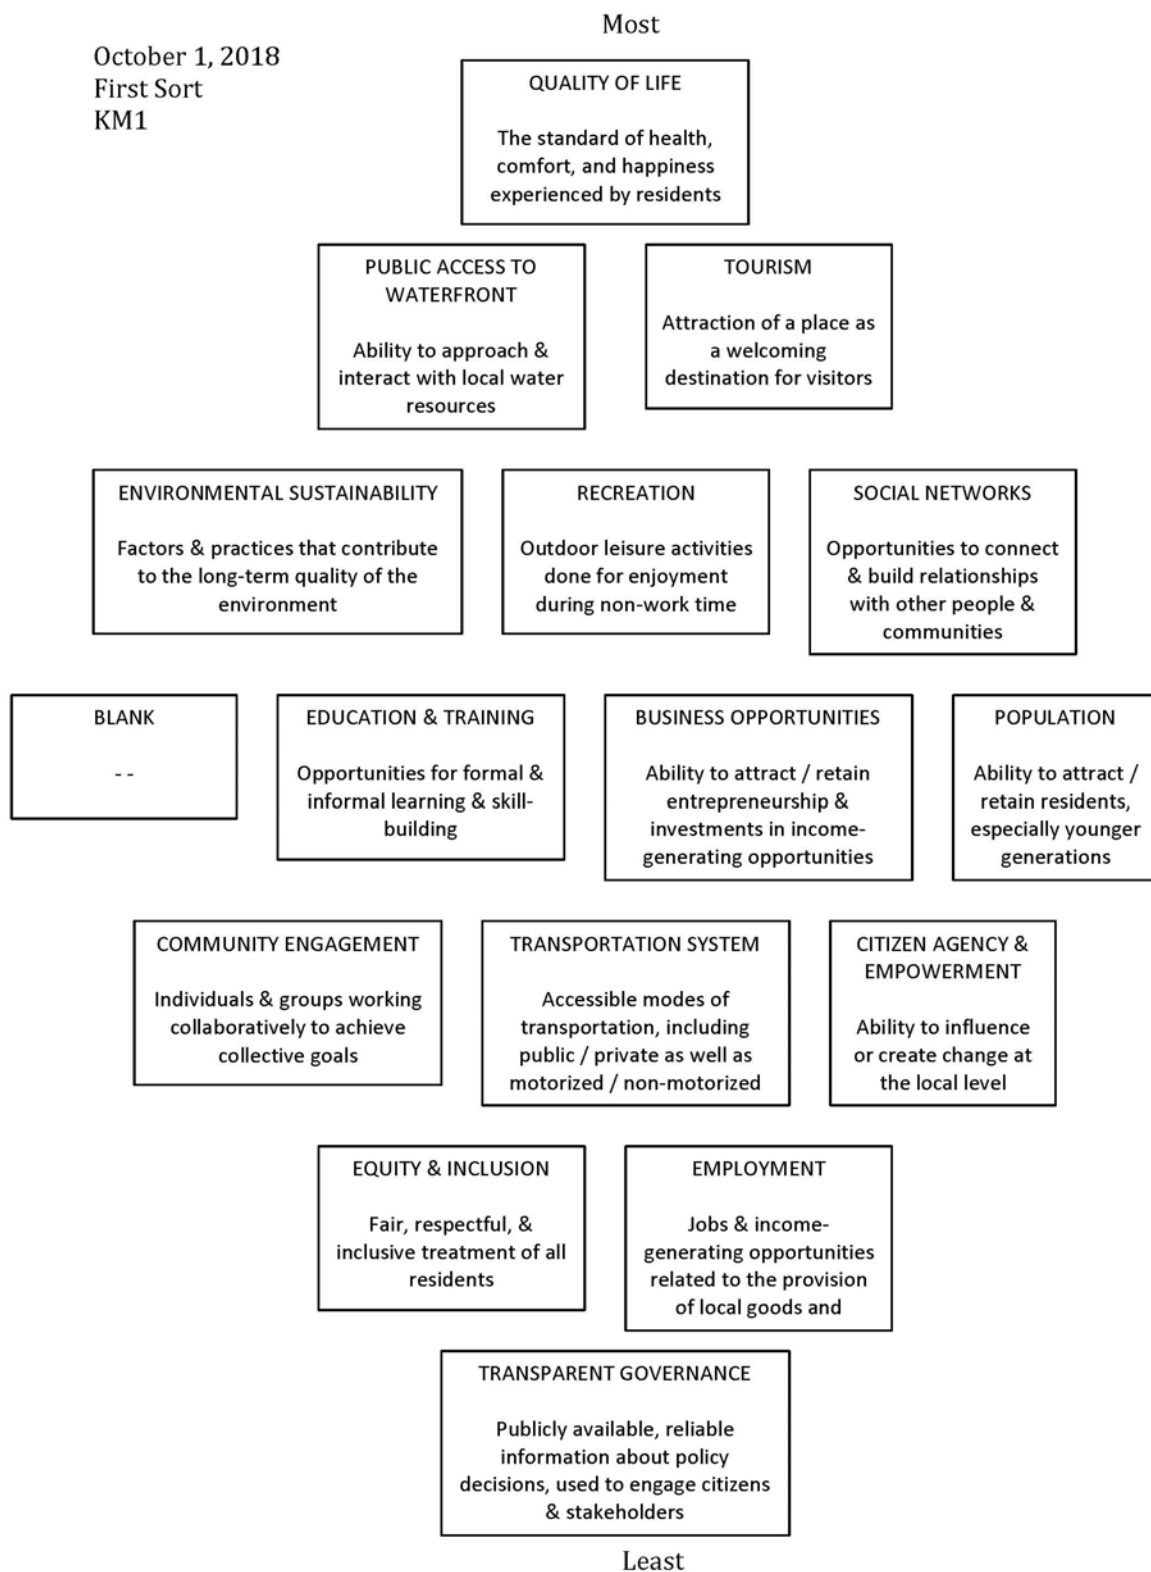 Most
October 1, 2018
First Sort
KM1
QUALITY OF LIFE
The standard of health,
comfort, and happiness
experienced by residents
PUBLIC ACCESS TO
WATERFRONT
Ability to approach &
interact with local water
resources
TOURISM
Attraction of a place as
a welcoming
destination for visitors
ENVIRONMENTAL SUSTAINABILITY
Factors & practices that contribute
to the long-term quality of the
environment
RECREATION
Outdoor leisure activities
done for enjoyment
during non-work time
SOCIAL NETWORKS
Opportunities to connect
& build relationships
with other people &
communities
BLANK
- -
EDUCATION & TRAINING
Opportunities for formal &
informal learning & skill-
building
BUSINESS OPPORTUNITIES
Ability to attract / retain
entrepreneurship &
investments in income-
generating opportunities
POPULATION
Ability to attract /
retain residents,
especially younger
generations
COMMUNITY ENGAGEMENT
Individuals & groups working
collaboratively to achieve
collective goals
TRANSPORTATION SYSTEM
Accessible modes of
transportation, including
public / private as well as
motorized / non-motorized
CITIZEN AGENCY &
EMPOWERMENT
Ability to influence
or create change at
the local level
EQUITY & INCLUSION
Fair, respectful, &
inclusive treatment of all
residents
EMPLOYMENT
Jobs & income-
generating opportunities
related to the provision
of local goods and
TRANSPARENT GOVERNANCE
Publicly available, reliable
information about policy
decisions, used to engage citizens
& stakeholders
Least